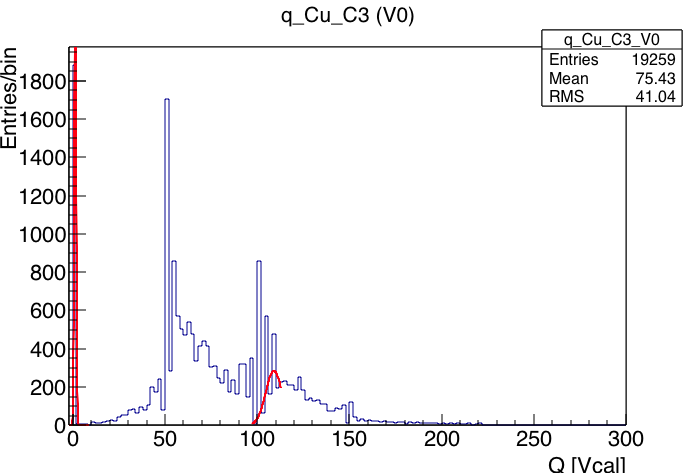 q_Cu_C3 (V0)
q_Cu_C3_V0
Entries 19259
Mean 75.43
RMS 41.04
Entries/bin
1800
1600
1400
1200
1000
800
600
400
200
0
0 50 100 150 200 250 300
Q [Vcal]